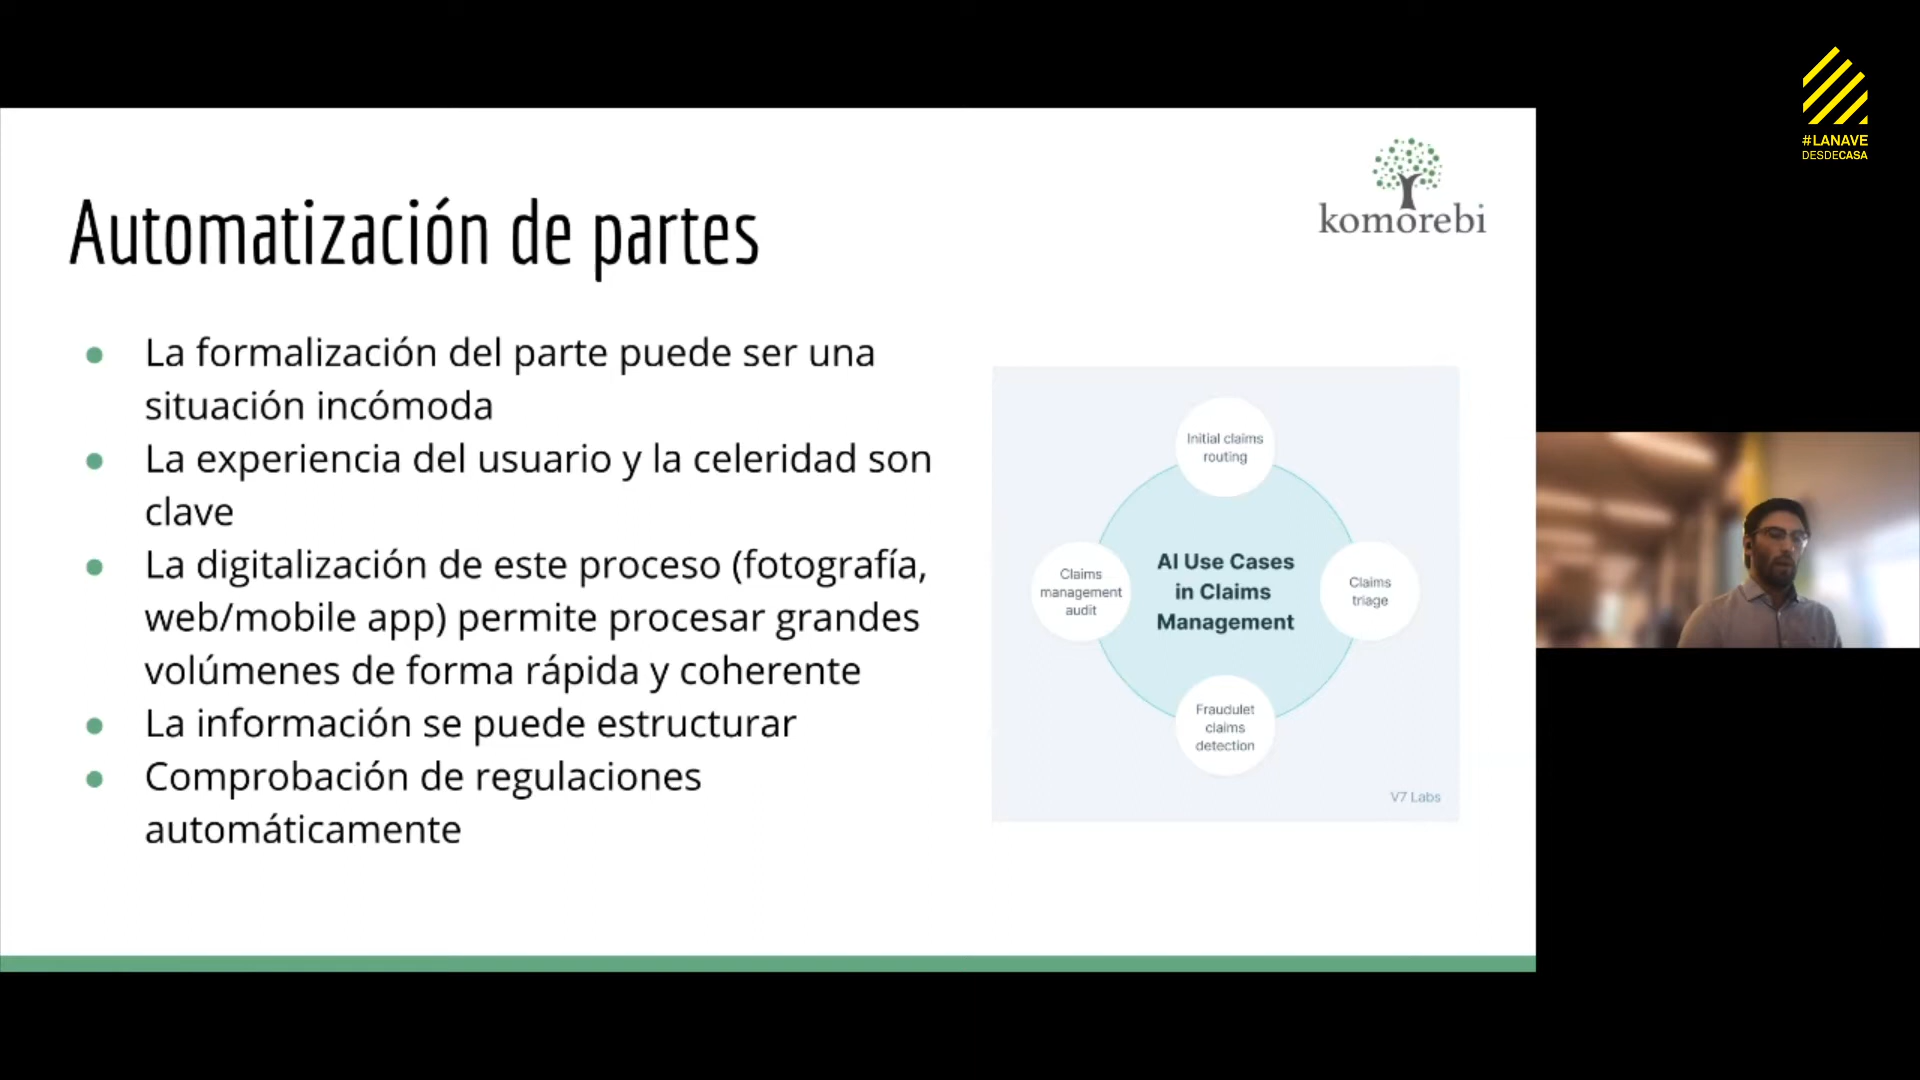 #LANAVE
DESDECASA
komorebi
Automatización de partes
La formalización del parte puede ser una
situación incómoda
La experiencia del usuario y la celeridad son
clave
La digitalización de este proceso (fotografía,
web/mobile app) permite procesar grandes
volúmenes de forma rápida y coherente
La información se puede estructurar
Comprobación de regulaciones
automáticamente
Initial claims
routing
AI Use Cases
in Claims
Management
Claims
management
audit
Claims
triage
Fraudulet
claims
detection
V7 Labs